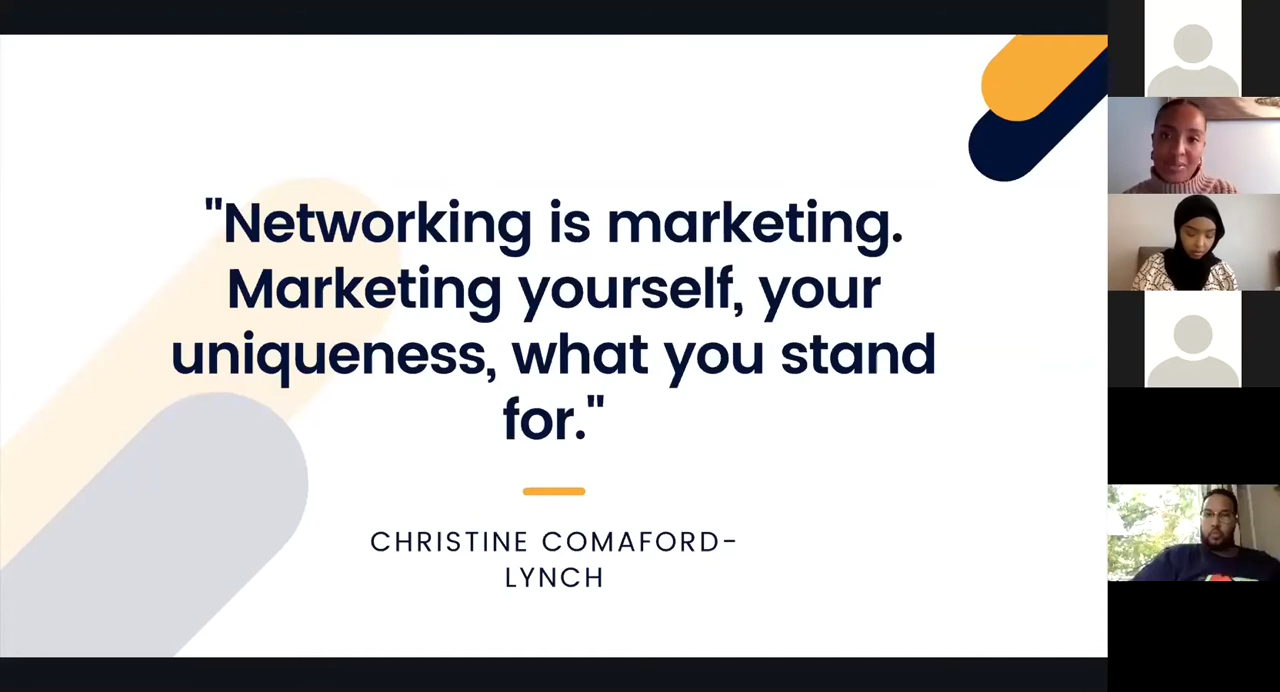 "Networking is marketing.
Marketing yourself, your
uniqueness, what you stand
for."
CHRISTINE COMAFORD-
LYNCH